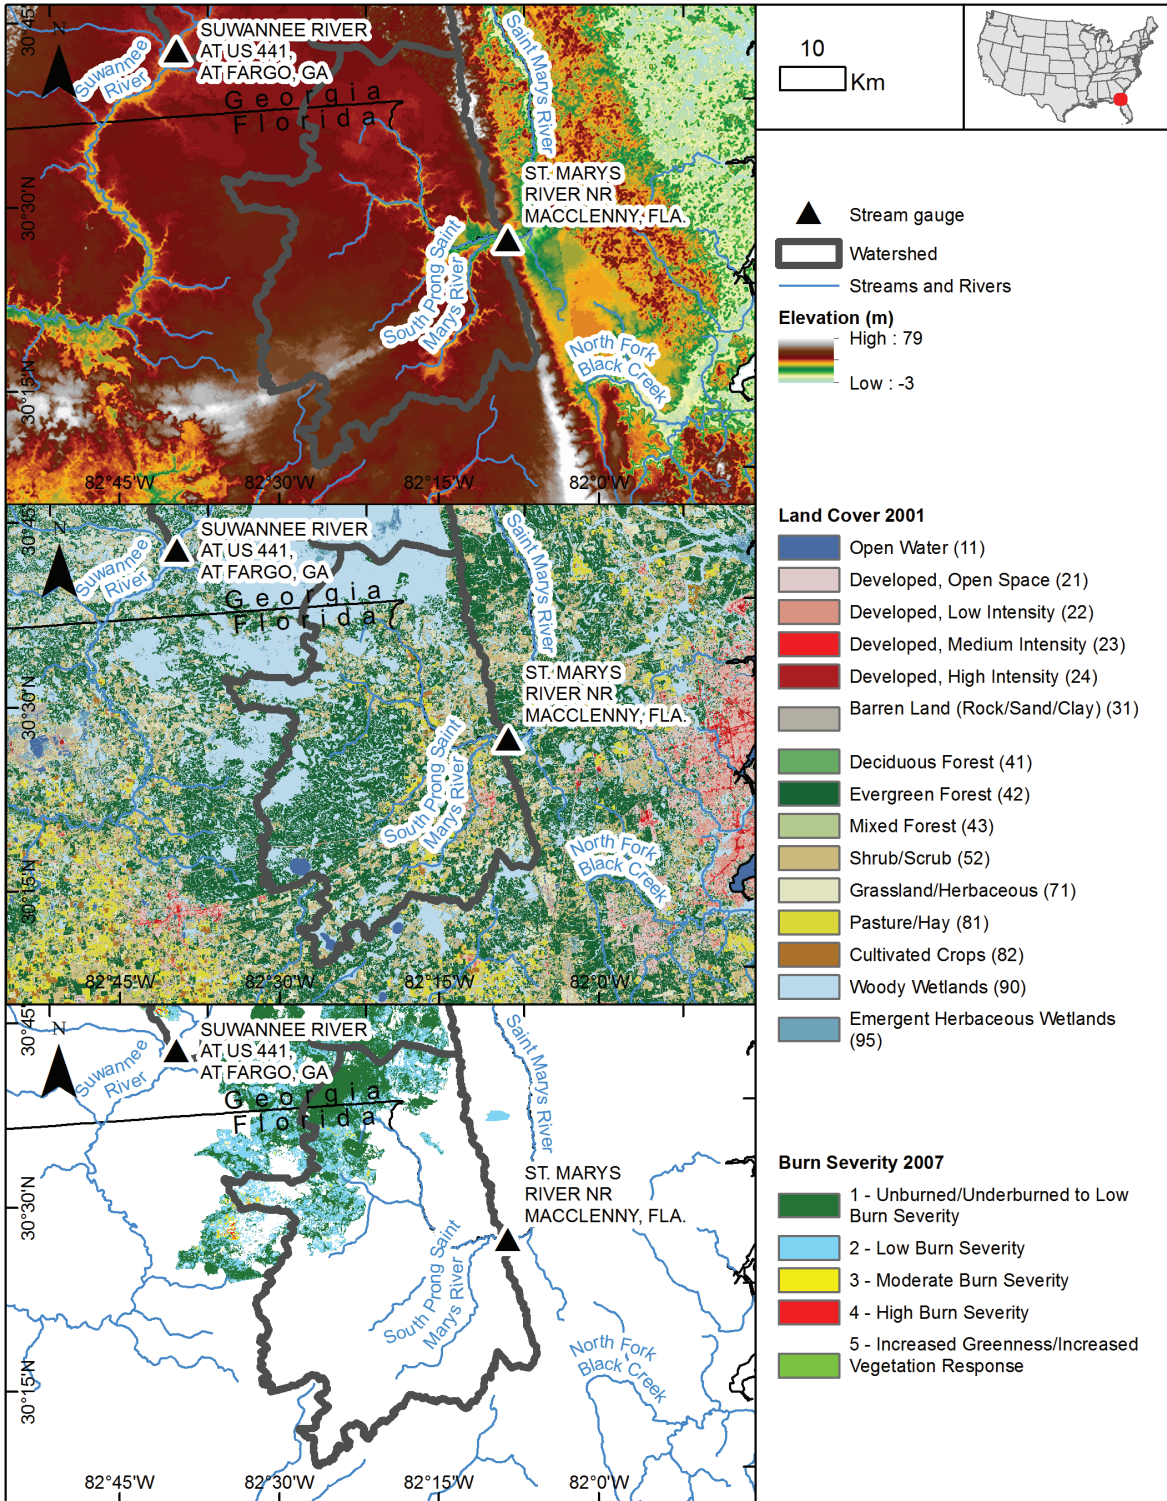 30°45'
N
SUWANNEE RIVER
AT US 441,
AT FARGO, GA
Suwannee
River
Saint Marys River
Georgia
Florida
ST. MARYS
RIVER NR
MACCLENNY, FLA.
30°30'N
South Prong Saint
Marys River
North Fork
Black Creek
30°15'N
82°45'W
82°30'W
82°15'W
82°0'W
10
Km
Stream gauge
Watershed
Streams and Rivers
Elevation (m)
High : 79
Low : -3
30°45'
N
SUWANNEE RIVER
AT US 441,
AT FARGO, GA
Suwannee
River
Saint Marys River
Georgia
Florida
ST. MARYS
RIVER NR
MACCLENNY, FLA.
30°30'N
South Prong Saint
Marys River
North Fork
Black Creek
30°15'N
82°45'W
82°30'W
82°15'W
82°0'W
Land Cover 2001
Open Water (11)
Developed, Open Space (21)
Developed, Low Intensity (22)
Developed, Medium Intensity (23)
Developed, High Intensity (24)
Barren Land (Rock/Sand/Clay) (31)
Deciduous Forest (41)
Evergreen Forest (42)
Mixed Forest (43)
Shrub/Scrub (52)
Grassland/Herbaceous (71)
Pasture/Hay (81)
Cultivated Crops (82)
Woody Wetlands (90)
Emergent Herbaceous Wetlands
(95)
30°45'
N
SUWANNEE RIVER
AT US 441,
AT FARGO, GA
Suwannee
River
Saint Marys River
Georgia
Florida
ST. MARYS
RIVER NR
MACCLENNY, FLA.
30°30'N
South Prong Saint
Marys River
North Fork
Black Creek
30°15'N
82°45'W
82°30'W
82°15'W
82°0'W
Burn Severity 2007
1 - Unburned/Underburned to Low
Burn Severity
2 - Low Burn Severity
3 - Moderate Burn Severity
4 - High Burn Severity
5 - Increased Greenness/Increased
Vegetation Response